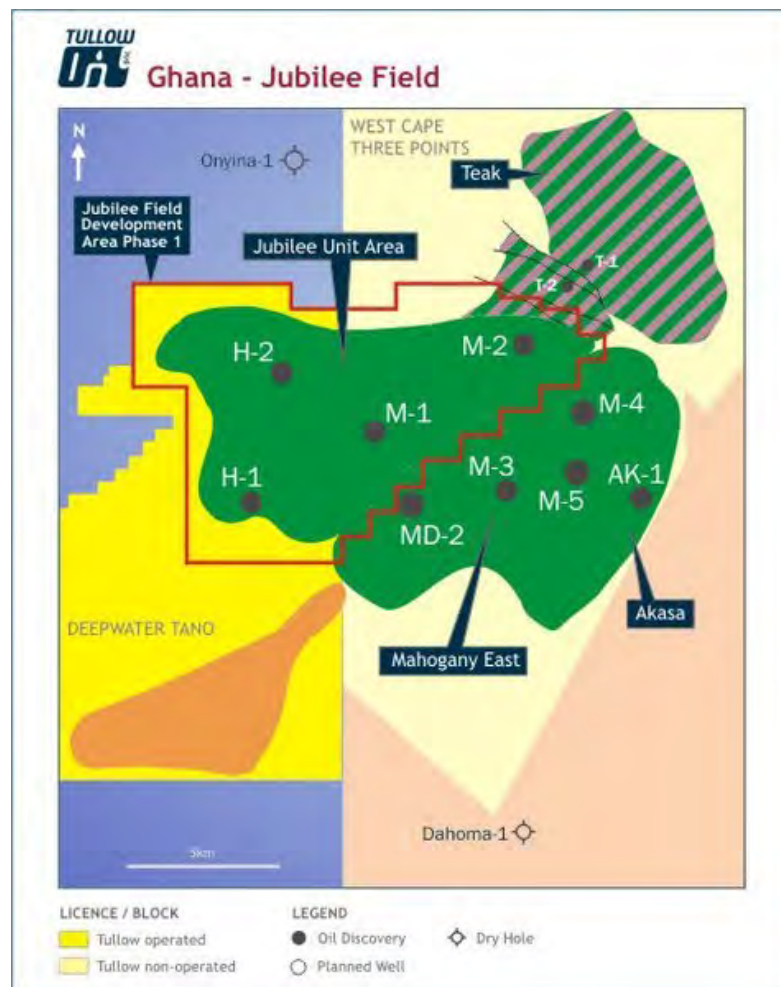 TULLOW
Oil plc
Ghana - Jubilee Field
N
Onyina-1
WEST CAPE
THREE POINTS
Teak
Jubilee Field
Development
Area Phase 1
Jubilee Unit Area
T-1
T-2
H-2
M-2
M-1
M-4
H-1
M-3
M-5
AK-1
MD-2
DEEPWATER TANO
Akasa
Mahogany East
Dahoma-1
5km
LICENCE / BLOCK
Tullow operated
Tullow non-operated
LEGEND
Oil Discovery
Planned Well
Dry Hole